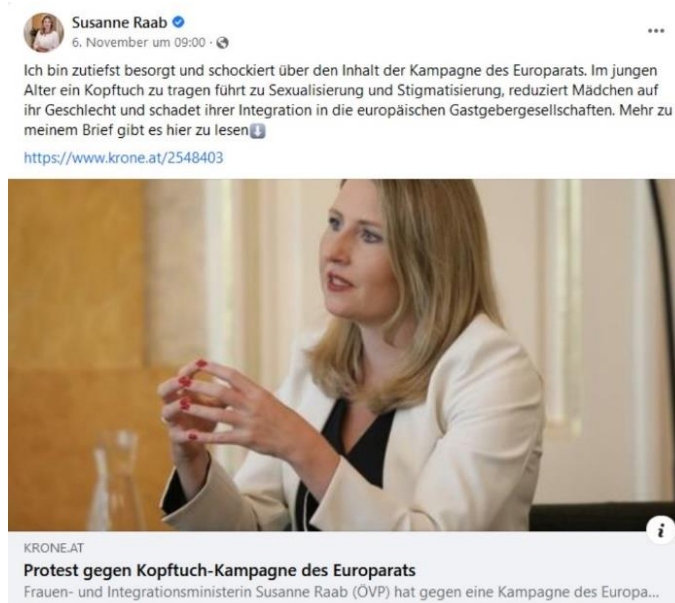 Susanne Raab
6. November um 09:00 ·
Ich bin zutiefst besorgt und schockiert über den Inhalt der Kampagne des Europarats. Im jungen
Alter ein Kopftuch zu tragen führt zu Sexualisierung und Stigmatisierung, reduziert Mädchen auf
ihr Geschlecht und schadet ihrer Integration in die europäischen Gastgebergesellschaften. Mehr zu
meinem Brief gibt es hier zu lesen⬇️
https://www.krone.at/2548403
KRONE.AT
Protest gegen Kopftuch-Kampagne des Europarats
Frauen- und Integrationsministerin Susanne Raab (ÖVP) hat gegen eine Kampagne des Europa...